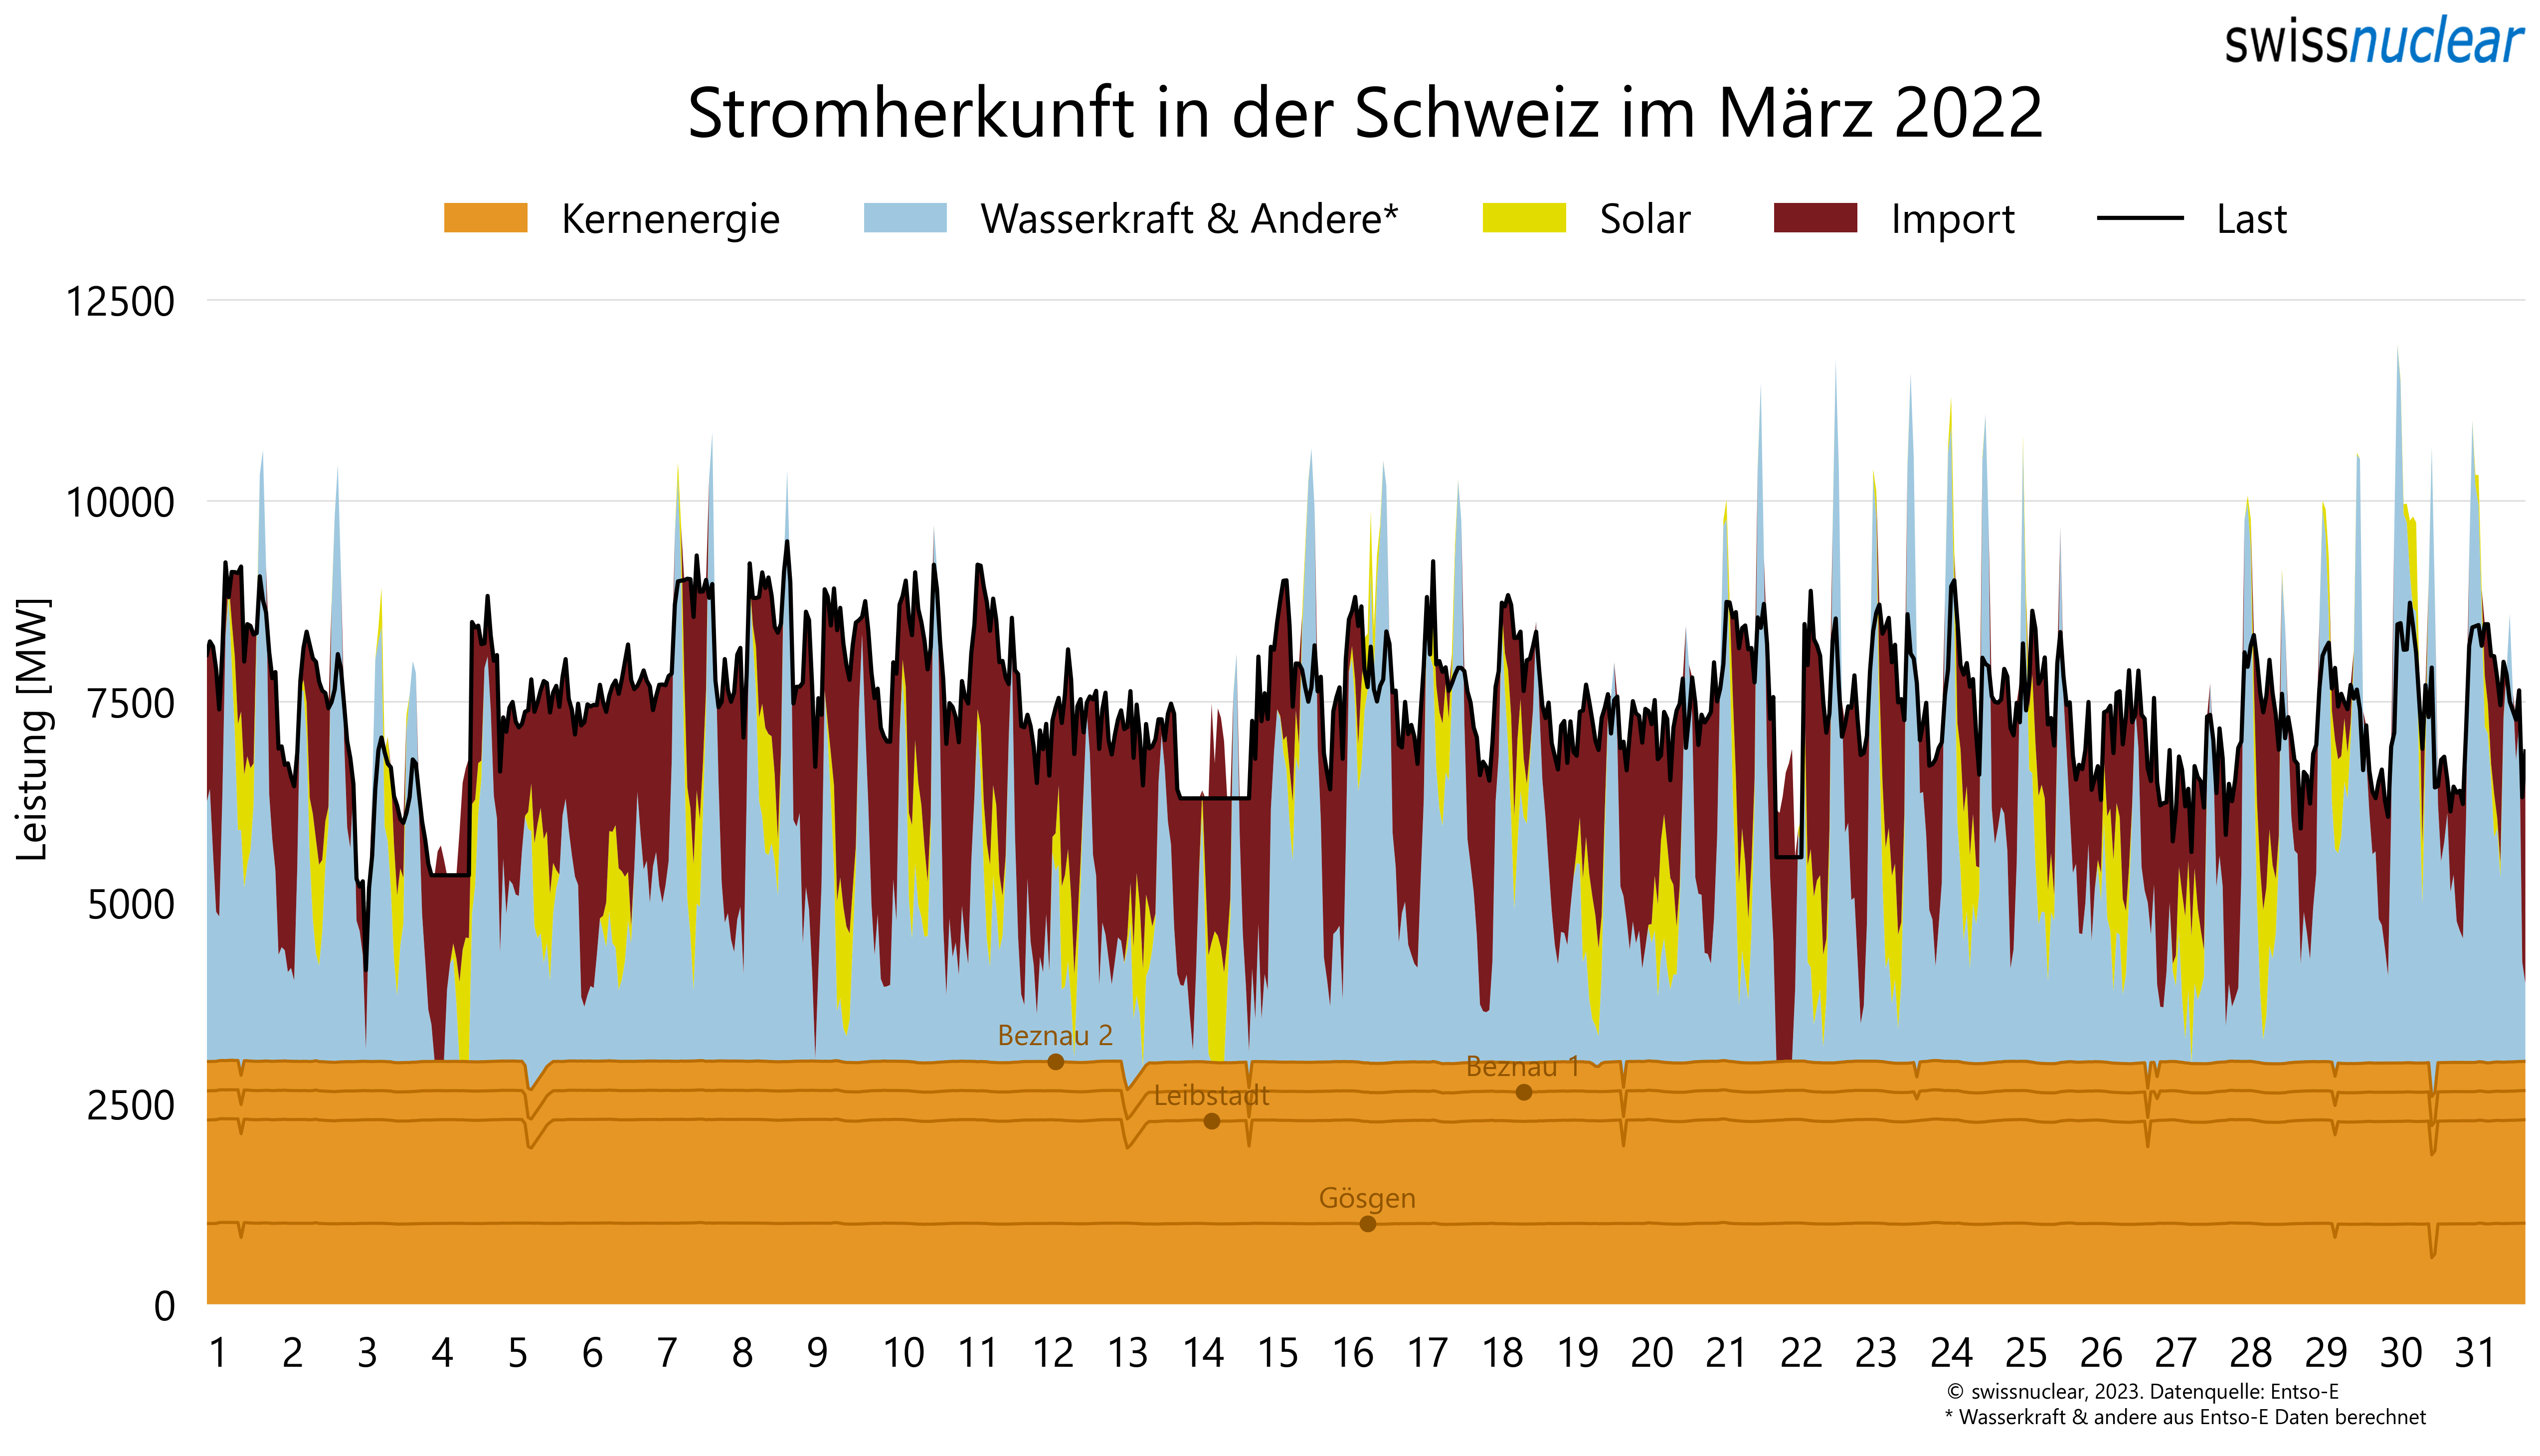 swissnuclear
Stromherkunft in der Schweiz im März 2022
Kernenergie Wasserkraft & Andere* Solar Import Last
Leistung [MW]
12500
10000
7500
5000
2500
0
Beznau 2
Beznau 1
Leibstadt
Gösgen
1 2 3 4 5 6 7 8 9 10 11 12 13 14 15 16 17 18 19 20 21 22 23 24 25 26 27 28 29 30 31
© swissnuclear, 2023. Datenquelle: Entso-E
* Wasserkraft & andere aus Entso-E Daten berechnet